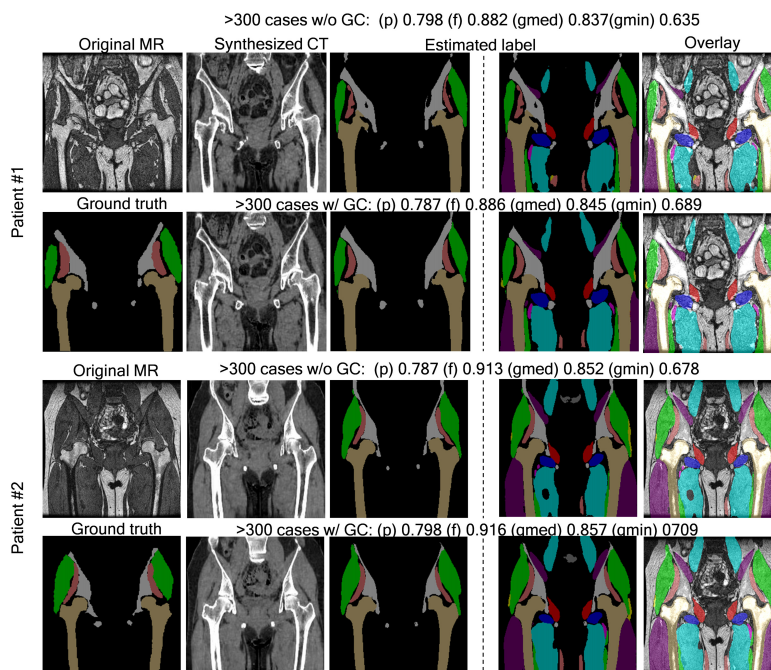 >300 cases w/o GC: (p) 0.798 (f) 0.882 (gmed) 0.837(gmin) 0.635
Original MR Synthesized CT Estimated label Overlay
Patient #1
Ground truth >300 cases w/ GC: (p) 0.787 (f) 0.886 (gmed) 0.845 (gmin) 0.689
Original MR >300 cases w/o GC: (p) 0.787 (f) 0.913 (gmed) 0.852 (gmin) 0.678
Patient #2
Ground truth >300 cases w/ GC: (p) 0.798 (f) 0.916 (gmed) 0.857 (gmin) 0709